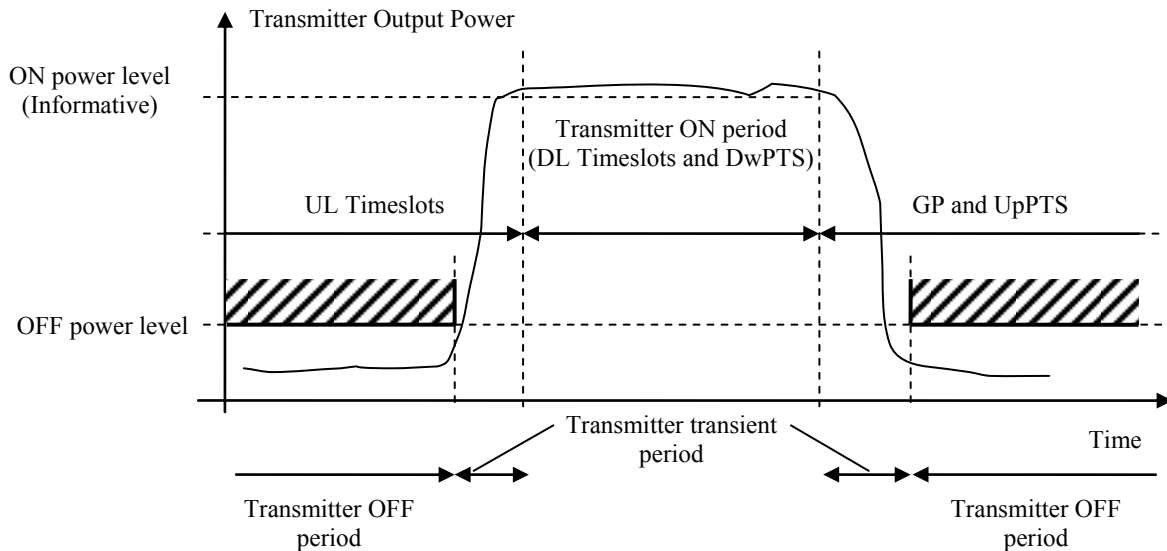 Transmitter Output Power
ON power level
(Informative)
Transmitter ON period
(DL Timeslots and DwPTS)
UL Timeslots
GP and UpPTS
OFF power level
Transmitter transient
period
Time
Transmitter OFF
period
Transmitter OFF
period